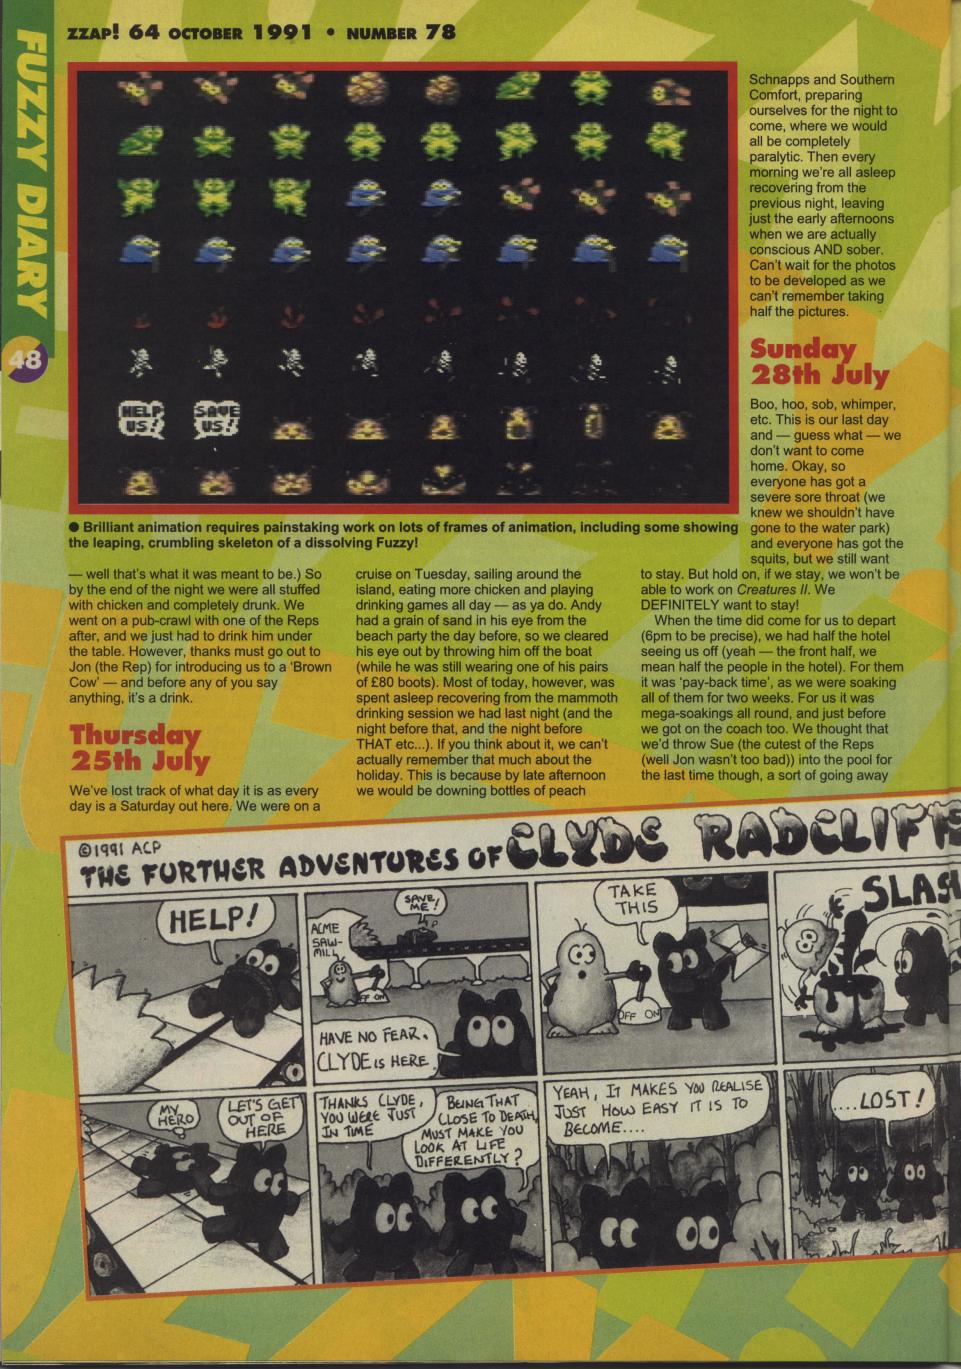 ZZAP! 64 OCTOBER 1991 • NUMBER 78
FUZZY DIARY
48
HELP
US!
SAVE
US!
● Brilliant animation requires painstaking work on lots of frames of animation, including some showing
the leaping, crumbling skeleton of a dissolving Fuzzy!
— well that's what it was meant to be.) So
by the end of the night we were all stuffed
with chicken and completely drunk. We
went on a pub-crawl with one of the Reps
after, and we just had to drink him under
the table. However, thanks must go out to
Jon (the Rep) for introducing us to a 'Brown
Cow' — and before any of you say
anything, it's a drink.
Thursday
25th July
We've lost track of what day it is as every
day is a Saturday out here. We were on a
cruise on Tuesday, sailing around the
island, eating more chicken and playing
drinking games all day — as ya do. Andy
had a grain of sand in his eye from the
beach party the day before, so we cleared
his eye out by throwing him off the boat
(while he was still wearing one of his pairs
of £80 boots). Most of today, however, was
spent asleep recovering from the mammoth
drinking session we had last night (and the
night before that, and the night before
THAT etc...). If you think about it, we can't
actually remember that much about the
holiday. This is because by late afternoon
we would be downing bottles of peach
Schnapps and Southern
Comfort, preparing
ourselves for the night to
come, where we would
all be completely
paralytic. Then every
morning we're all asleep
recovering from the
previous night, leaving
just the early afternoons
when we are actually
conscious AND sober.
Can't wait for the photos
to be developed as we
can't remember taking
half the pictures.
Sunday
28th July
Boo, hoo, sob, whimper,
etc. This is our last day
and — guess what — we
don't want to come
home. Okay, so
everyone has got a
severe sore throat (we
knew we shouldn't have
gone to the water park)
and everyone has got the
squits, but we still want
to stay. But hold on, if we stay, we won't be
able to work on Creatures II. We
DEFINITELY want to stay!
When the time did come for us to depart
(6pm to be precise), we had half the hotel
seeing us off (yeah — the front half, we
mean half the people in the hotel). For them
it was 'pay-back time', as we were soaking
all of them for two weeks. For us it was
mega-soakings all round, and just before
we got on the coach too. We thought that
we'd throw Sue (the cutest of the Reps
(well Jon wasn't too bad)) into the pool for
the last time though, a sort of going away
©1991 ACP
THE FURTHER ADVENTURES OF CLYDE RADCLIFFE
HELP!
SAVE
ME!
ACME
SAW-
MILL
OFF ON
HAVE NO FEAR.
CLYDE IS HERE.
TAKE
THIS
OFF ON
SLASH
MY
HERO
LET'S GET
OUT OF
HERE
THANKS CLYDE,
YOU WERE JUST
IN TIME
BEING THAT
CLOSE TO DEATH,
MUST MAKE YOU
LOOK AT LIFE
DIFFERENTLY?
YEAH, IT MAKES YOU REALISE
JUST HOW EASY IT IS TO
BECOME....
....LOST!